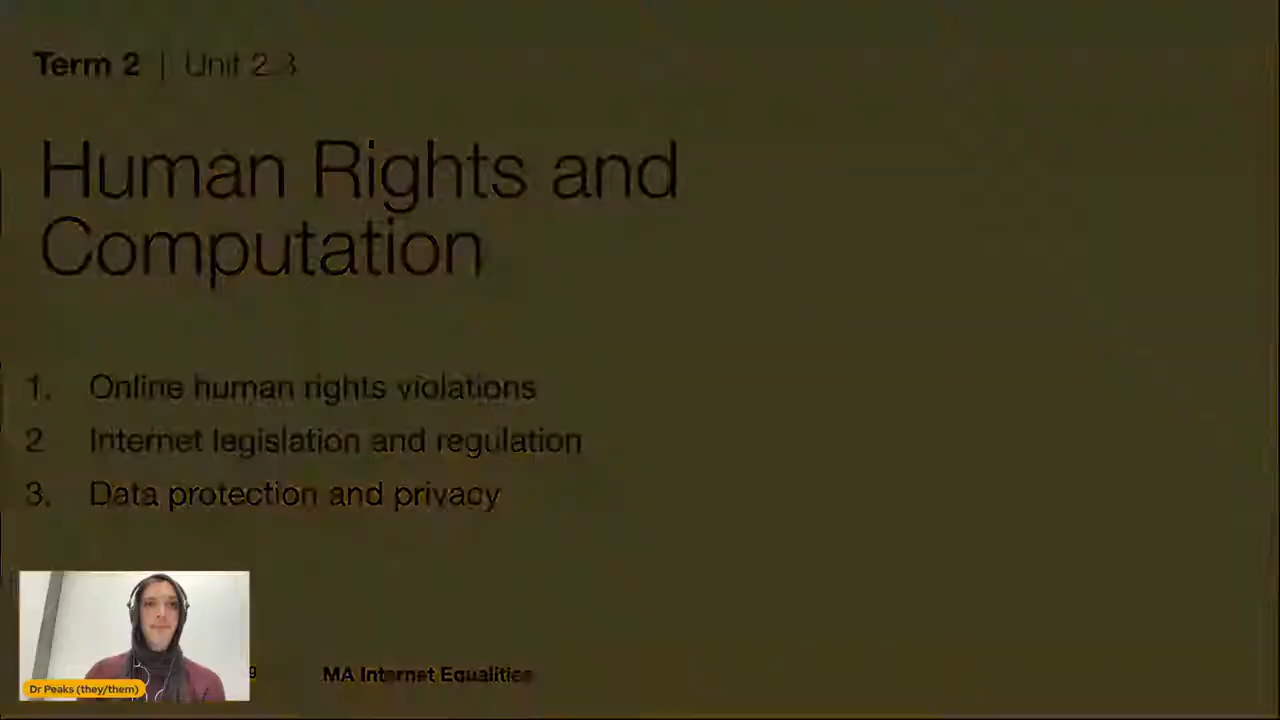 Term 2 | Unit 2.3
Human Rights and
Computation
1. Online human rights violations
2 Internet legislation and regulation
3. Data protection and privacy
9 MA Internet Equalities
Dr Peaks (they/them)